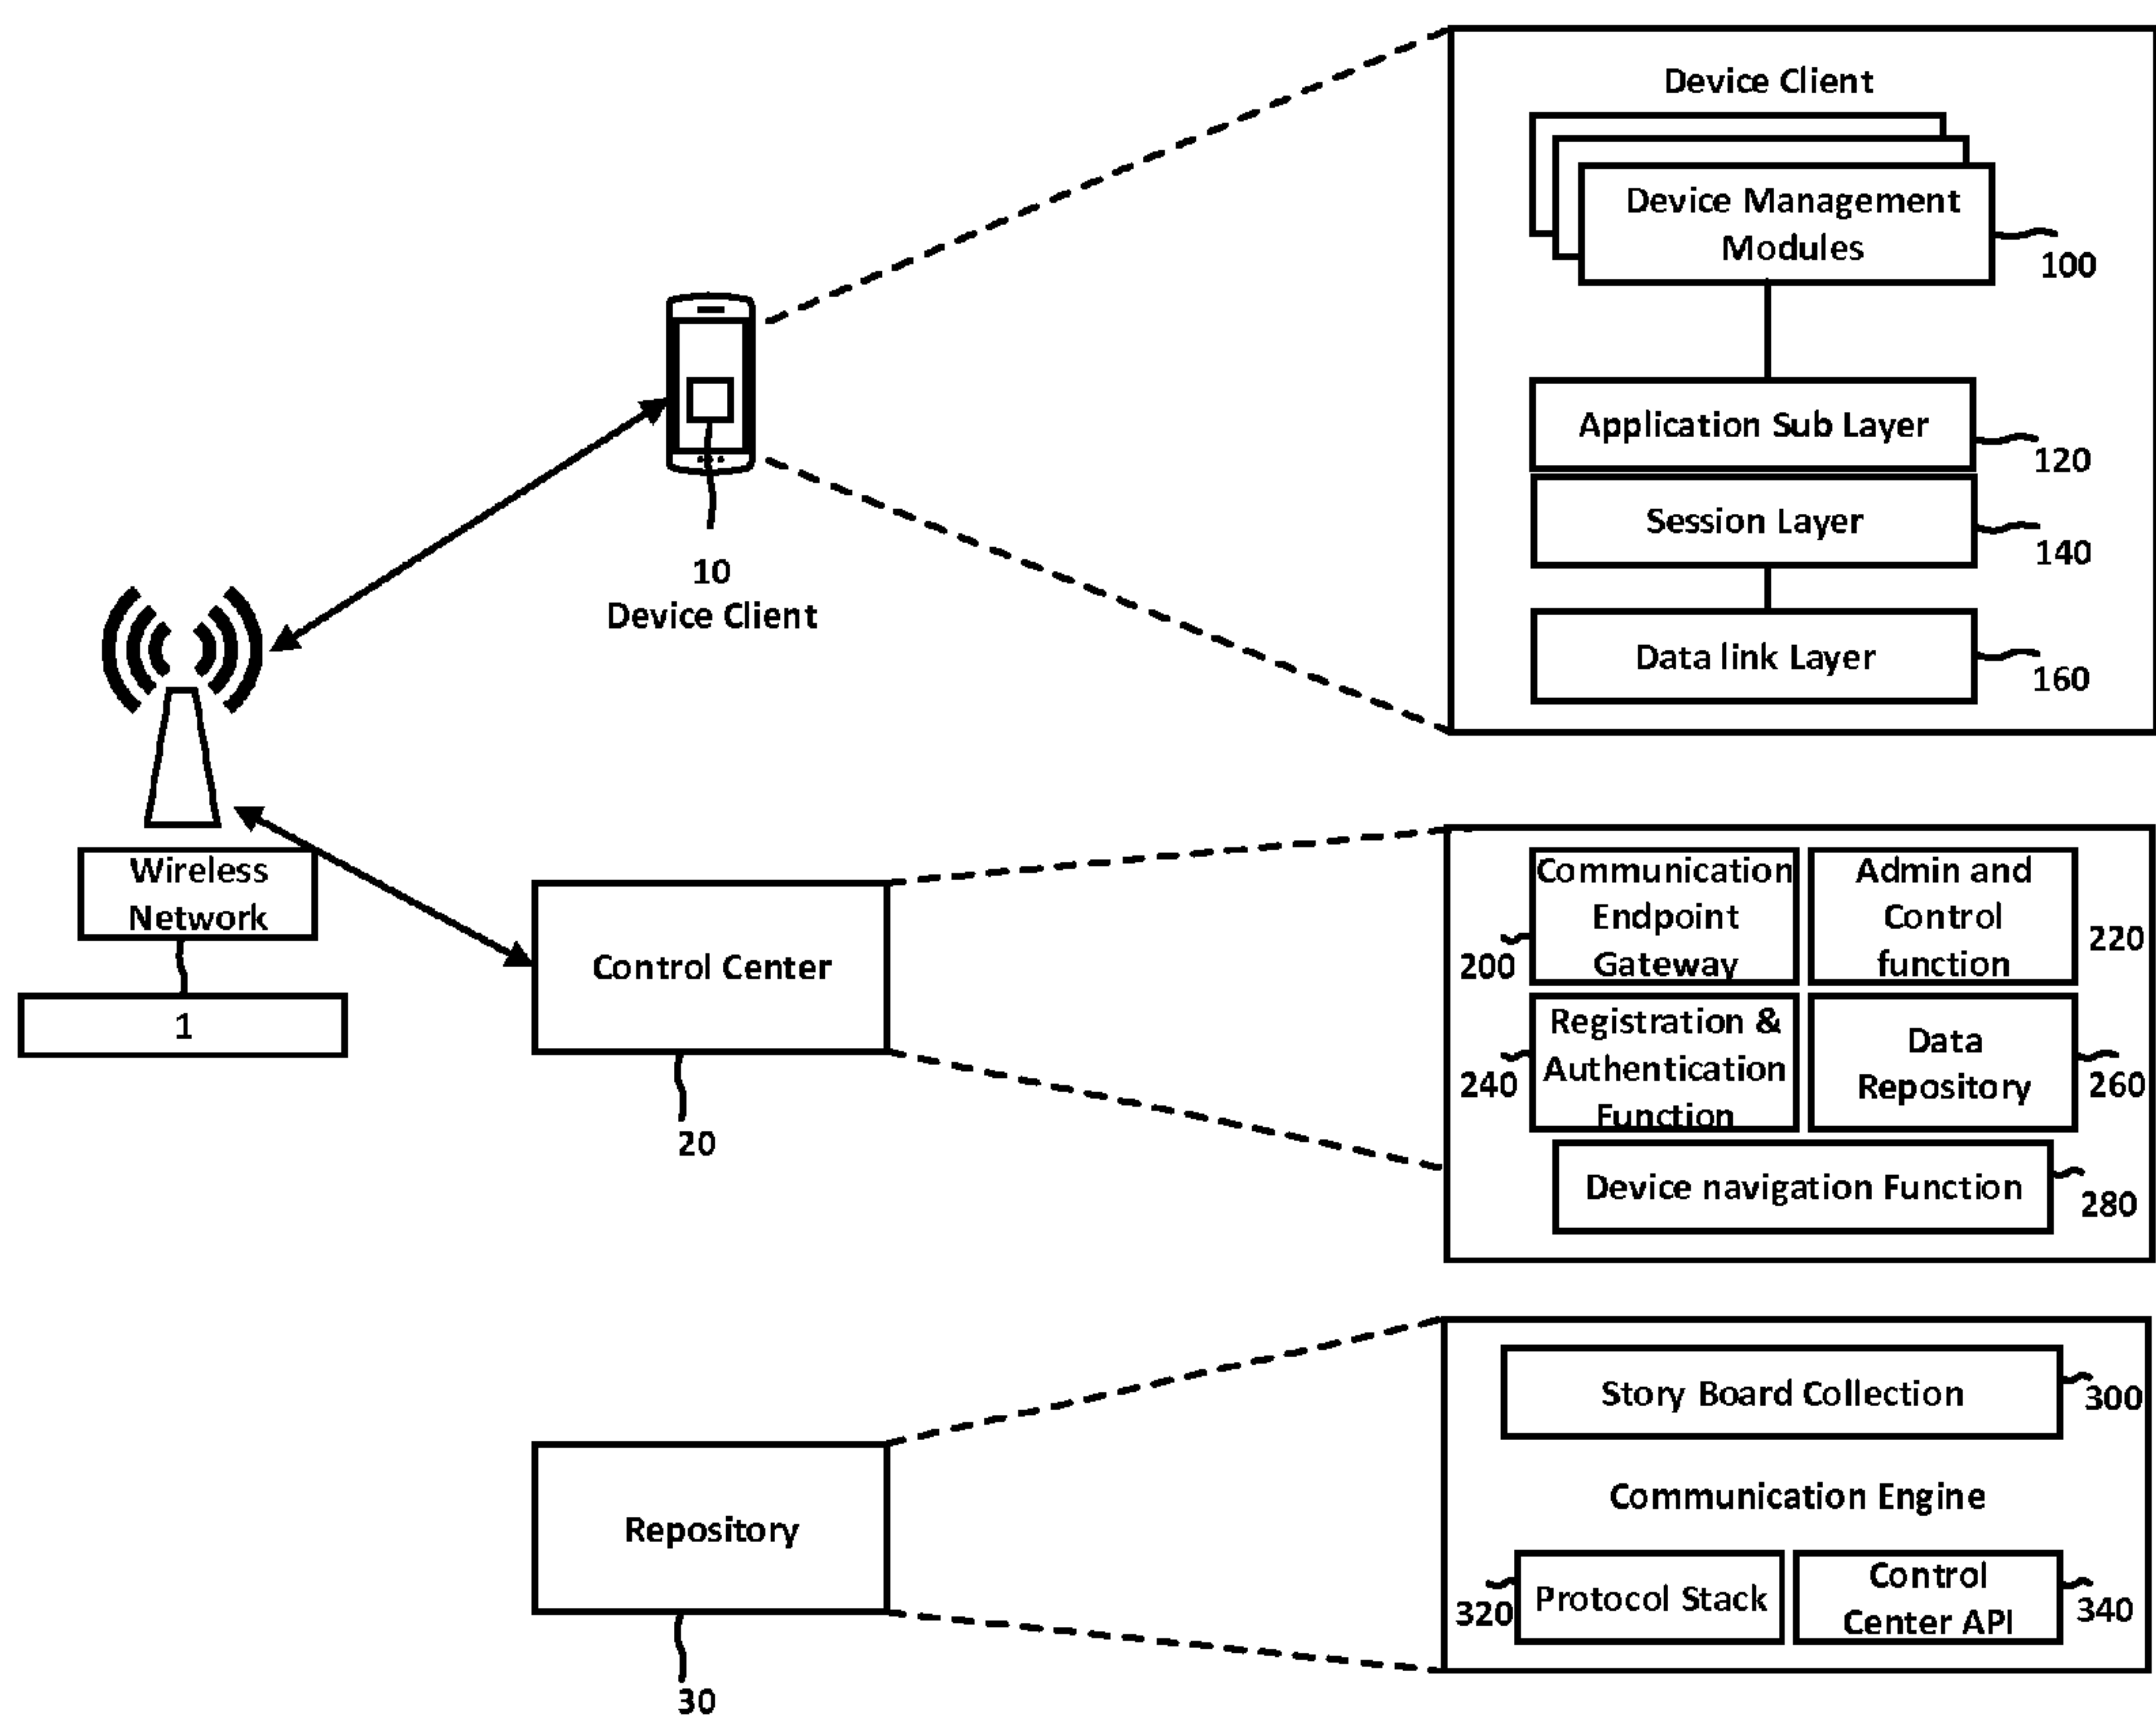 Device Client
Device Management
Modules
100
Application Sub Layer
120
Session Layer
140
Data link Layer
160
10
Device Client
Wireless
Network
1
Control Center
20
Communication
Endpoint
Gateway
200
Admin and
Control
function
220
Registration &
Authentication
Function
240
Data
Repository
260
Device navigation Function
280
Repository
30
Story Board Collection
300
Communication Engine
Protocol Stack
320
Control
Center API
340